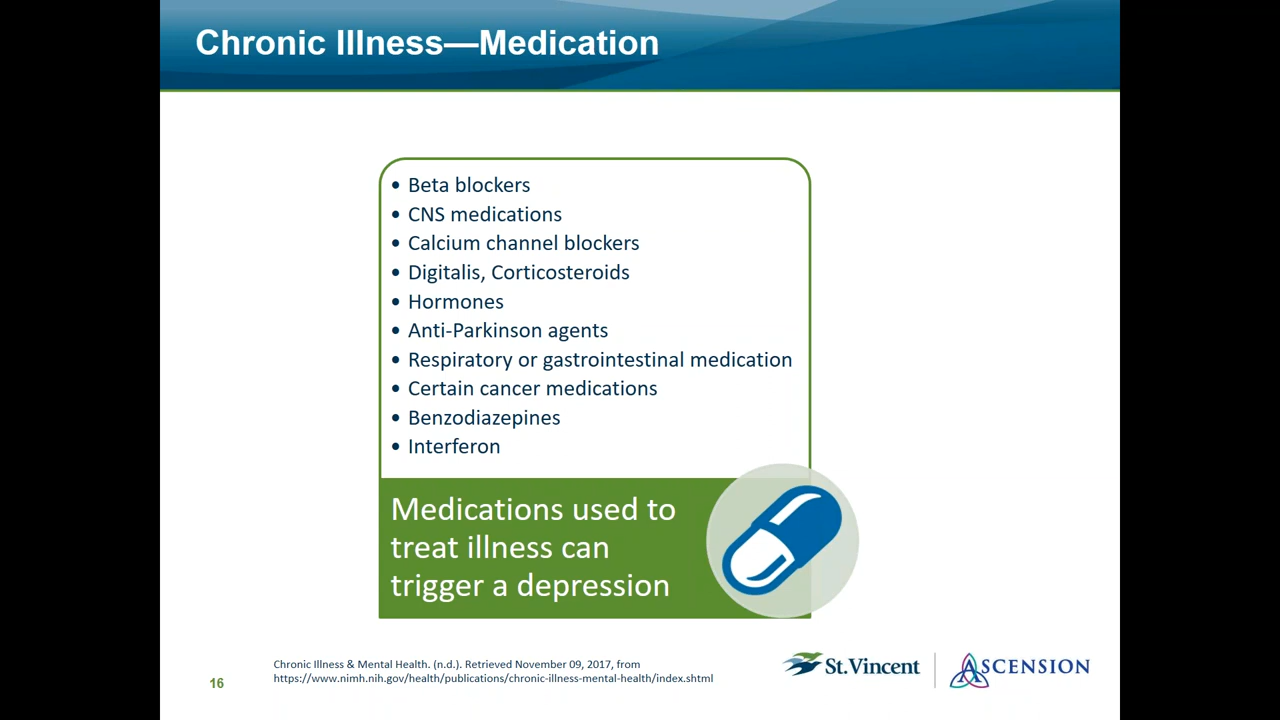 Chronic Illness—Medication
• Beta blockers
• CNS medications
• Calcium channel blockers
• Digitalis, Corticosteroids
• Hormones
• Anti-Parkinson agents
• Respiratory or gastrointestinal medication
• Certain cancer medications
• Benzodiazepines
• Interferon
Medications used to
treat illness can
trigger a depression
Chronic Illness & Mental Health. (n.d.). Retrieved November 09, 2017, from
https://www.nimh.nih.gov/health/publications/chronic-illness-mental-health/index.shtml
16
St.Vincent
ASCENSION